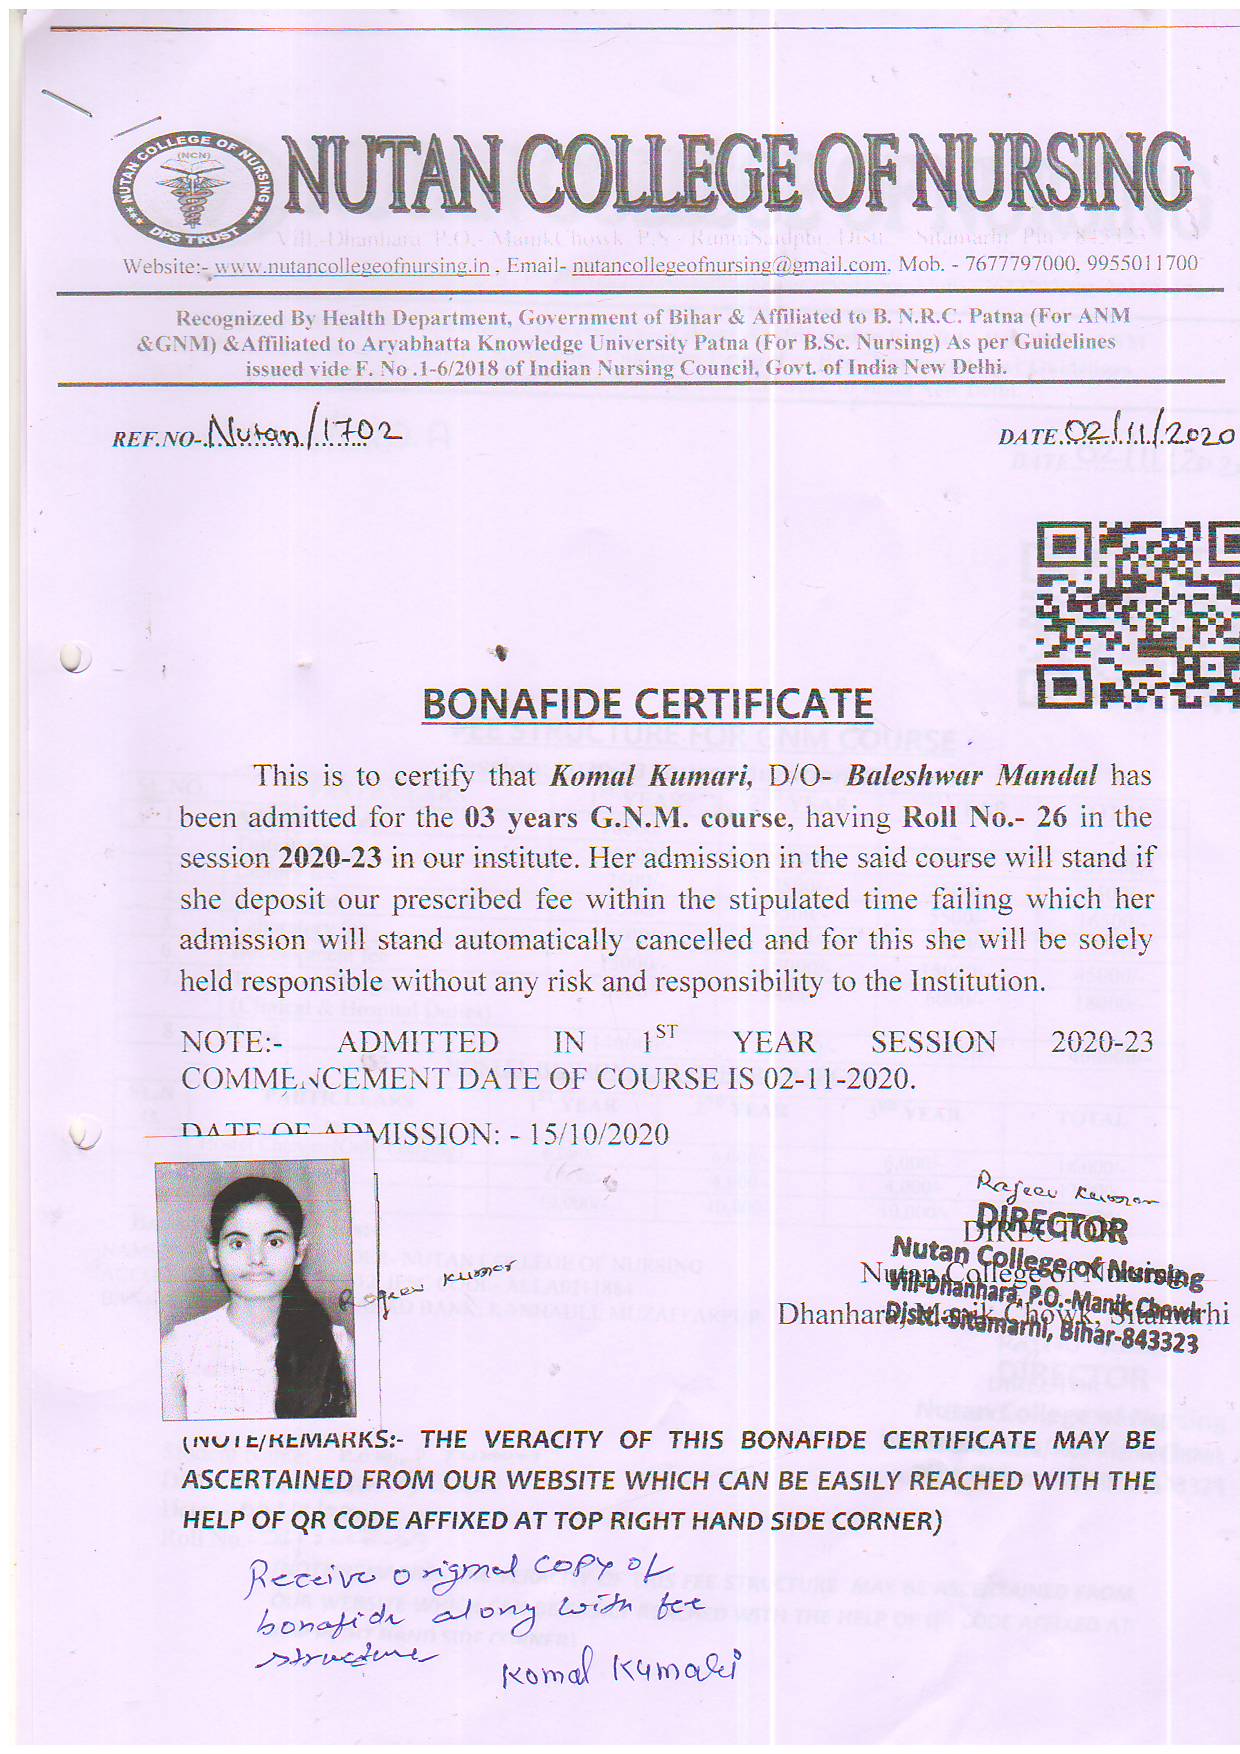 NUTAN COLLEGE OF NURSING
(NCN)
DPS TRUST
NUTAN COLLEGE OF NURSING
Vill.-Dhanhara, P.O.- ManikChowk, P.S.- RunniSaidpur, Distt. - Sitamarhi, Pin - 843323
Website:- www.nutancollegeofnursing.in , Email- nutancollegeofnursing@gmail.com, Mob. - 7677797000, 9955011700
Recognized By Health Department, Government of Bihar & Affiliated to B. N.R.C. Patna (For ANM
&GNM) &Affiliated to Aryabhatta Knowledge University Patna (For B.Sc. Nursing) As per Guidelines
issued vide F. No .1-6/2018 of Indian Nursing Council, Govt. of India New Delhi.
REF.NO-. Nutan/1702 DATE. 02/11/2020
BONAFIDE CERTIFICATE
This is to certify that Komal Kumari, D/O- Baleshwar Mandal has
been admitted for the 03 years G.N.M. course, having Roll No.- 26 in the
session 2020-23 in our institute. Her admission in the said course will stand if
she deposit our prescribed fee within the stipulated time failing which her
admission will stand automatically cancelled and for this she will be solely
held responsible without any risk and responsibility to the Institution.
NOTE:- ADMITTED IN 1ST YEAR SESSION 2020-23
COMMENCEMENT DATE OF COURSE IS 02-11-2020.
DATE OF ADMISSION: - 15/10/2020
Rajeev Kumar
DIRECTOR
Nutan College of Nursing
Dhanhara, Manik Chowk, Sitamarhi
DIRECTOR
Nutan College of Nursing
Vill-Dhanhara, P.O.-Manik Chowk
Distt.-Sitamarhi, Bihar-843323
Rajeev Kumar
(NOTE/REMARKS:- THE VERACITY OF THIS BONAFIDE CERTIFICATE MAY BE
ASCERTAINED FROM OUR WEBSITE WHICH CAN BE EASILY REACHED WITH THE
HELP OF QR CODE AFFIXED AT TOP RIGHT HAND SIDE CORNER)
Receive original copy of
bonafide along with fee
structure
Komal Kumari